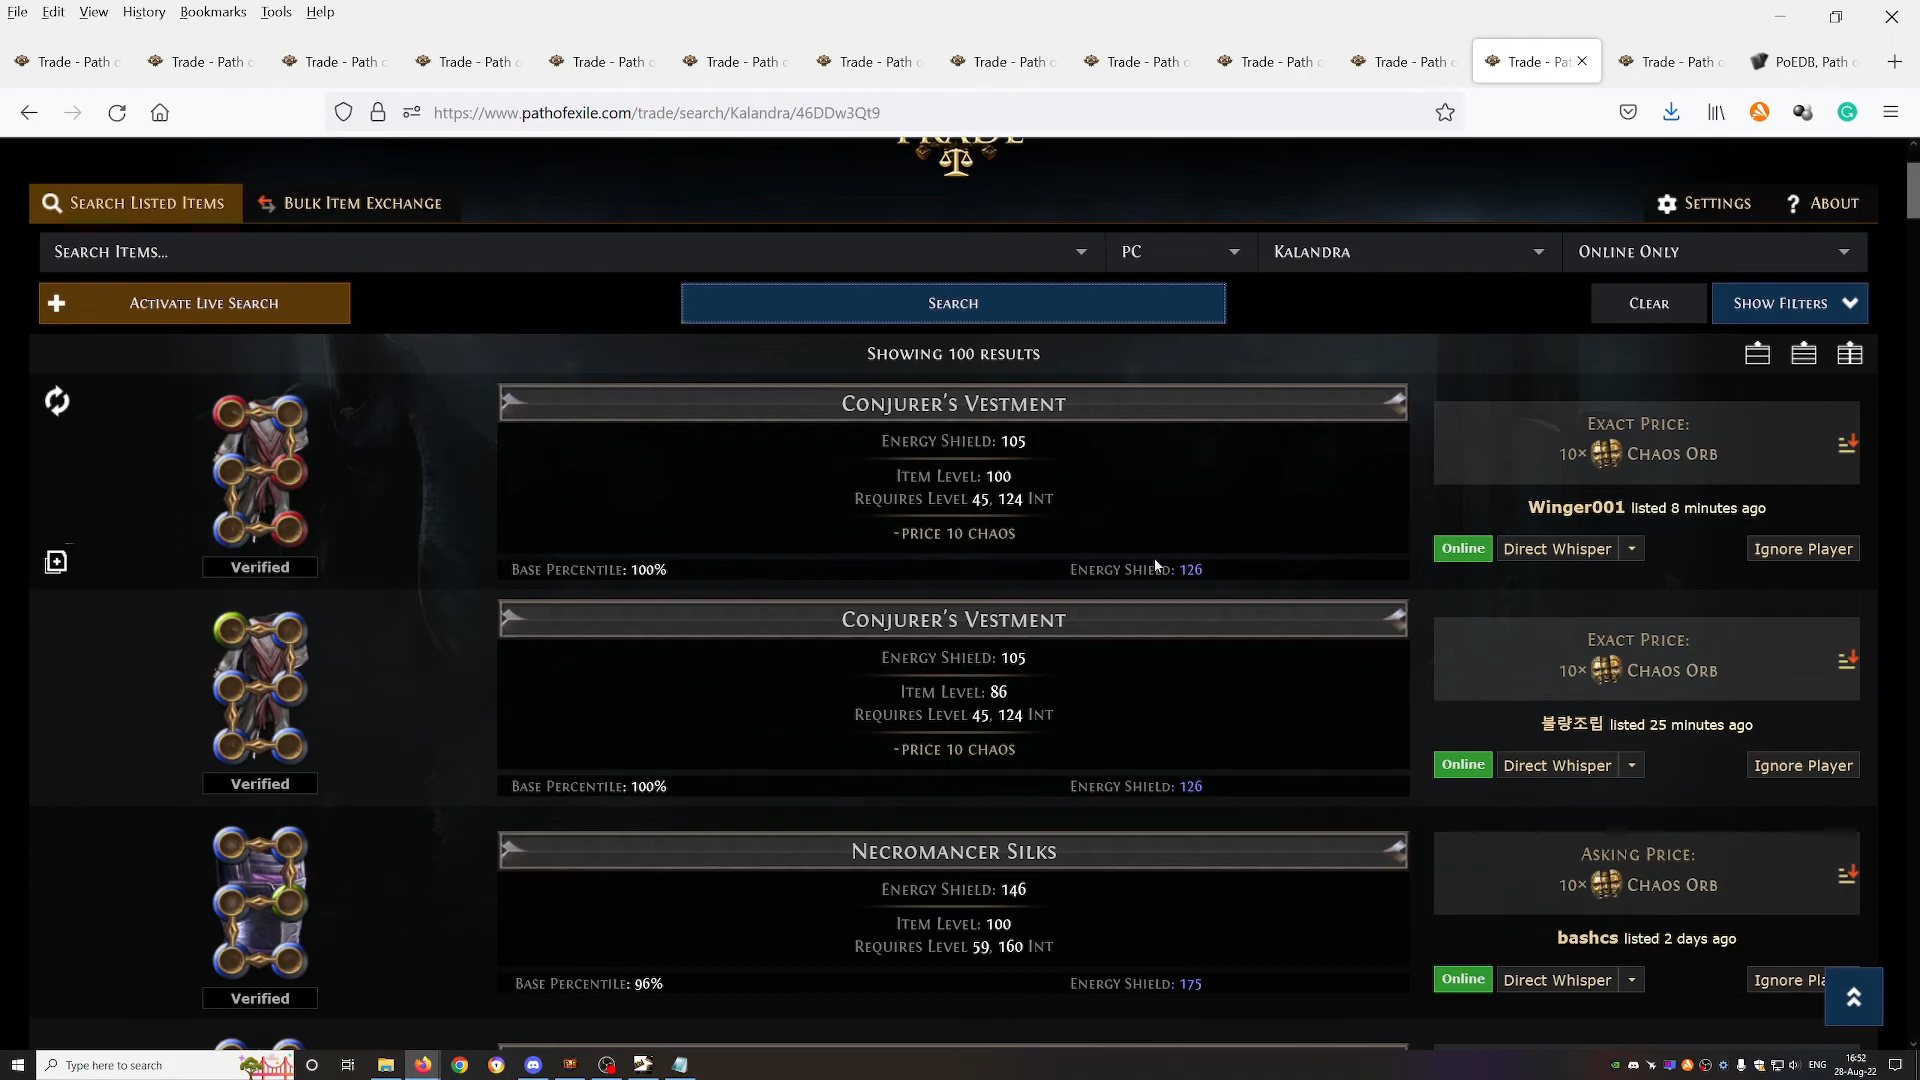 File Edit View History Bookmarks Tools Help
Trade - Path o Trade - Path o Trade - Path o Trade - Path o Trade - Path o Trade - Path o Trade - Path o Trade - Path o Trade - Path o Trade - Path o Trade - Path o Trade - Pat Trade - Path o PoEDB, Path o
https://www.pathofexile.com/trade/search/Kalandra/46DDw3Qt9
TRADE
Search Listed Items Bulk Item Exchange Settings ? About
Search Items... PC Kalandra Online Only
Activate Live Search Search Clear Show Filters
Showing 100 results
Conjurer's Vestment
Energy Shield: 105
Item Level: 100
Requires Level 45, 124 Int
~price 10 chaos
Base Percentile: 100% Energy Shield: 126
Verified
Exact Price:
10× Chaos Orb
Winger001 listed 8 minutes ago
Online Direct Whisper Ignore Player
Conjurer's Vestment
Energy Shield: 105
Item Level: 86
Requires Level 45, 124 Int
~price 10 chaos
Base Percentile: 100% Energy Shield: 126
Verified
Exact Price:
10× Chaos Orb
불량조립 listed 25 minutes ago
Online Direct Whisper Ignore Player
Necromancer Silks
Energy Shield: 146
Item Level: 100
Requires Level 59, 160 Int
Base Percentile: 96% Energy Shield: 175
Verified
Asking Price:
10× Chaos Orb
bashcs listed 2 days ago
Online Direct Whisper Ignore Pla
Type here to search
ENG 16:52
28-Aug-22